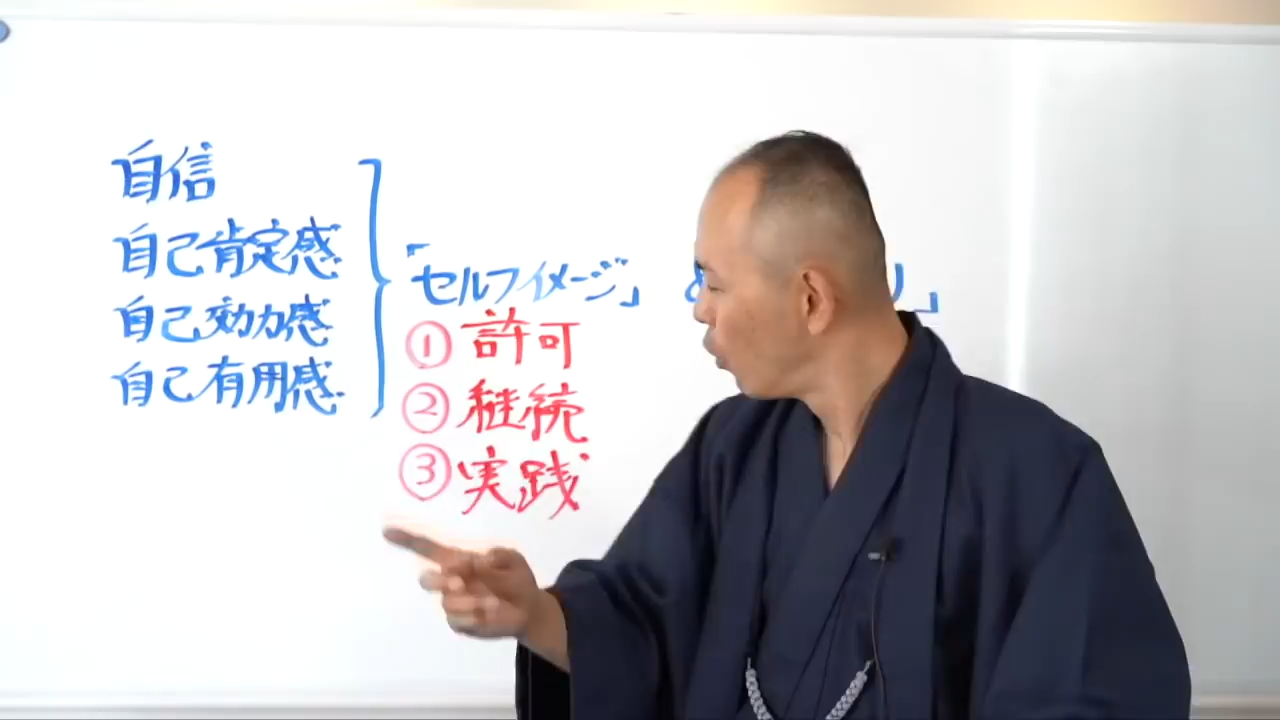 自信
自己肯定感
自己効力感
自己有用感
「セルフイメージ」
① 許可
② 継続
③ 実践